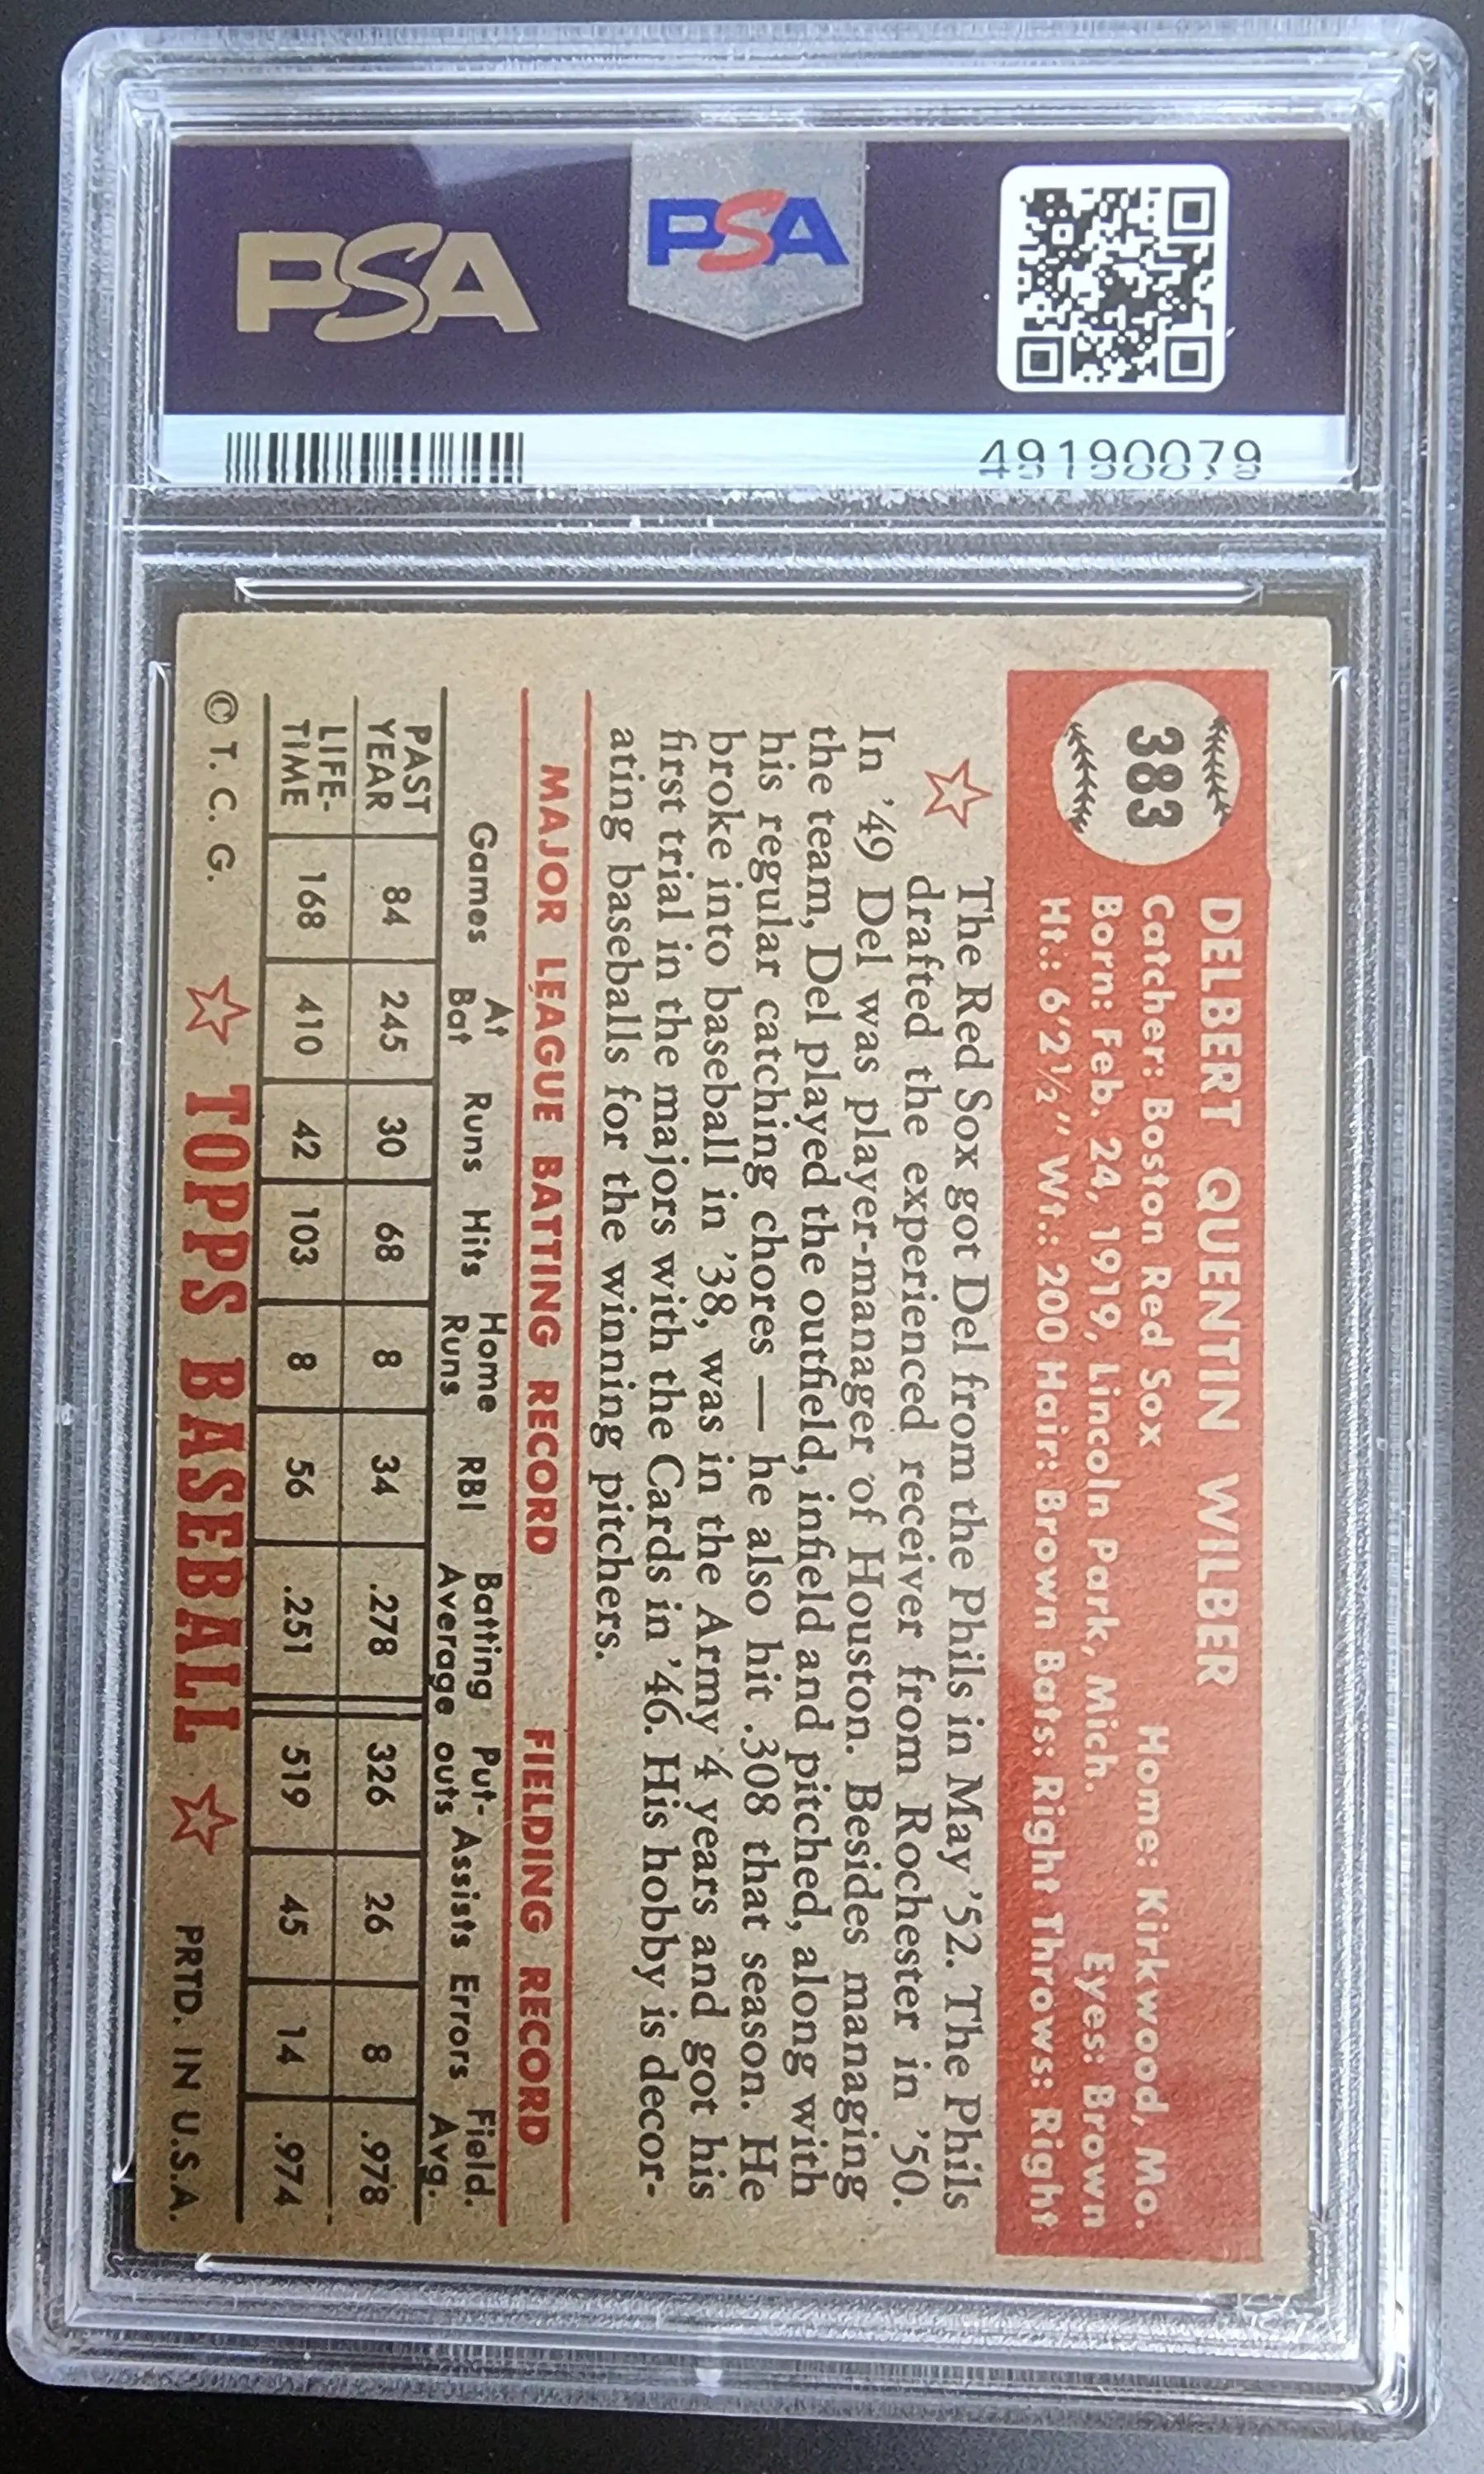 PSA
PSA
49190079
383
DELBERT QUENTIN WILBER
Catcher: Boston Red Sox Home: Kirkwood, Mo.
Born: Feb. 24, 1919, Lincoln Park, Mich. Eyes: Brown
Ht.: 6'2½" Wt.: 200 Hair: Brown Bats: Right Throws: Right
The Red Sox got Del from the Phils in May '52. The Phils
drafted the experienced receiver from Rochester in '50.
In '49 Del was player-manager of Houston. Besides managing
the team, Del played the outfield, infield and pitched, along with
his regular catching chores — he also hit .308 that season. He
broke into baseball in '38, was in the Army 4 years and got his
first trial in the majors with the Cards in '46. His hobby is decor-
ating baseballs for the winning pitchers.
MAJOR LEAGUE BATTING RECORD FIELDING RECORD
Games At Bat Runs Hits Home Runs RBI Batting Average Put-outs Assists Errors Field. Avg.
PAST YEAR 84 245 30 68 8 34 .278 326 26 8 .978
LIFE-TIME 168 410 42 103 8 56 .251 519 45 14 .974
© T. C. G. ☆ TOPPS BASEBALL ☆ PRTD. IN U.S.A.